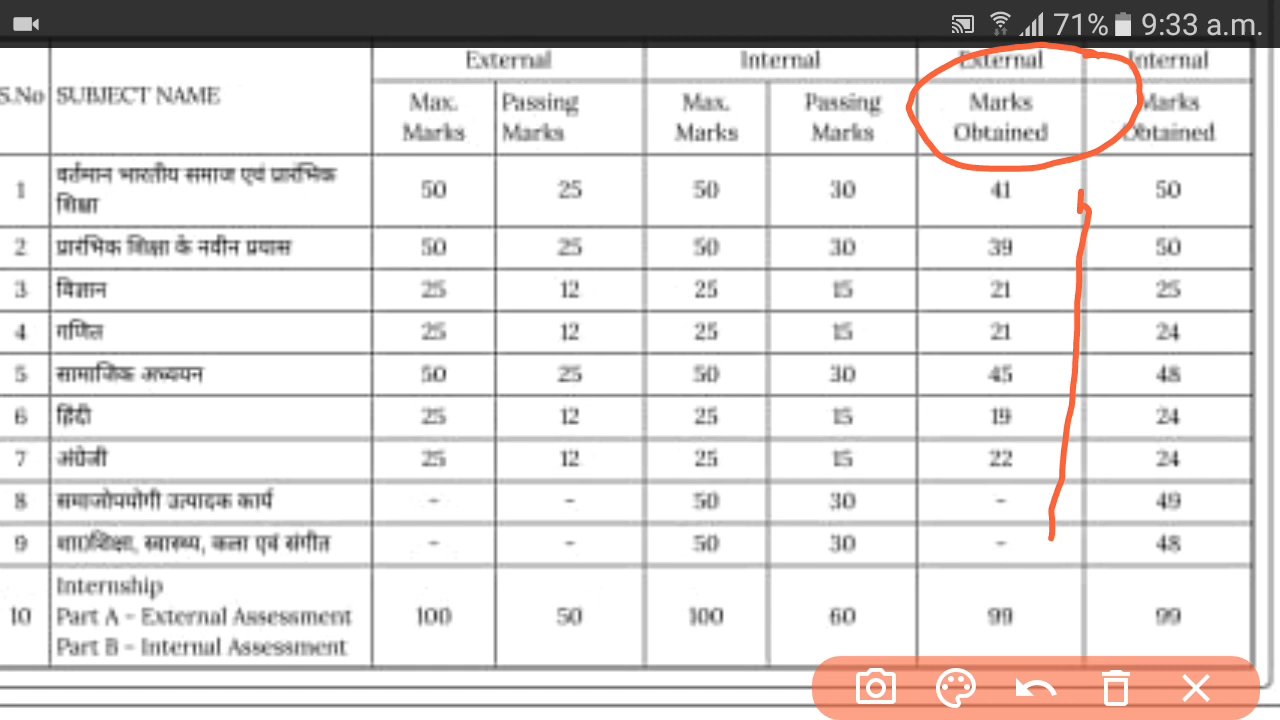 71% 9:33 a.m.
S.No SUBJECT NAME External Internal External Internal
Max. Marks Passing Marks Max. Marks Passing Marks Marks Obtained Marks Obtained
1 वर्तमान भारतीय समाज एवं प्रारंभिक शिक्षा 50 25 50 30 41 50
2 प्रारंभिक शिक्षा के नवीन प्रयास 50 25 50 30 39 50
3 विज्ञान 25 12 25 15 21 25
4 गणित 25 12 25 15 21 24
5 सामाजिक अध्ययन 50 25 50 30 45 48
6 हिंदी 25 12 25 15 19 24
7 अंग्रेजी 25 12 25 15 22 24
8 समाजोपयोगी उत्पादक कार्य - - 50 30 - 49
9 शा0शिक्षा, स्वास्थ्य, कला एवं संगीत - - 50 30 - 48
10 Internship
Part A - External Assessment 100 50 100 60 99 99
Part B - Internal Assessment